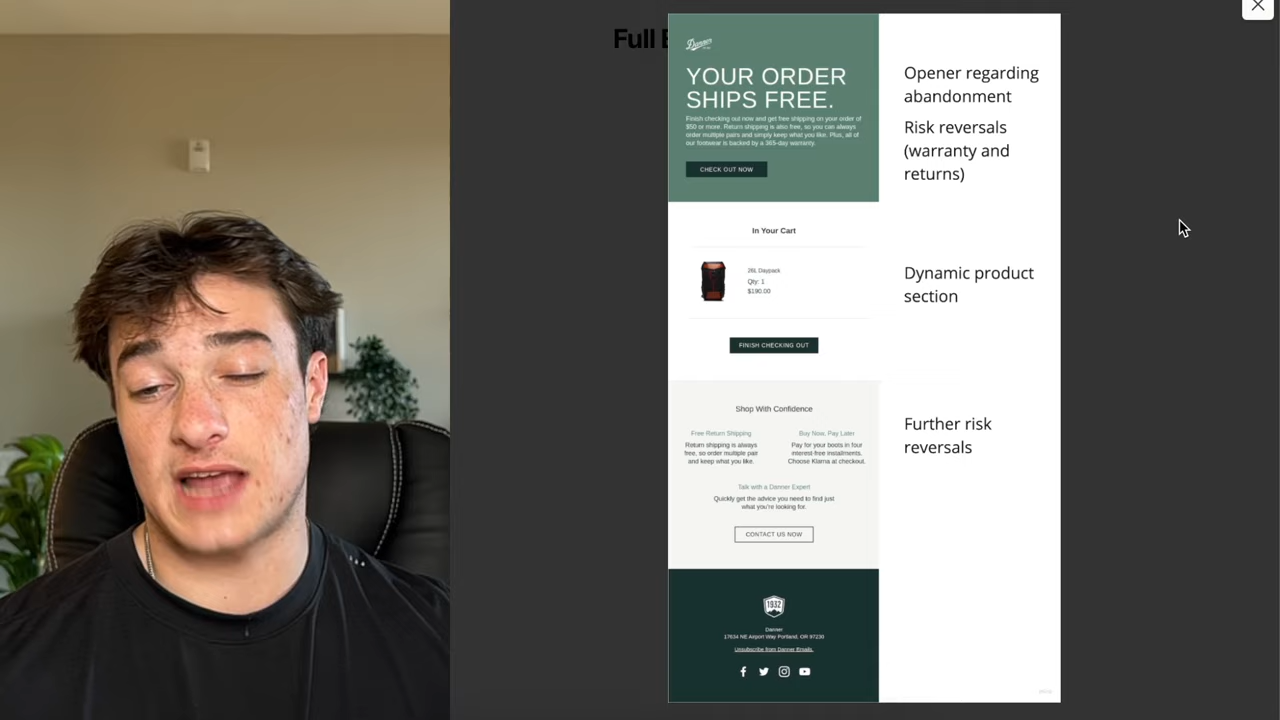 Full E
Danner
YOUR ORDER
SHIPS FREE.
Finish checking out now and get free shipping on your order of
$50 or more. Return shipping is also free, so you can always
order multiple pairs and simply keep what you like. Plus, all of
our footwear is backed by a 365-day warranty.
CHECK OUT NOW
Opener regarding
abandonment
Risk reversals
(warranty and
returns)
In Your Cart
26L Daypack
Qty: 1
$190.00
FINISH CHECKING OUT
Dynamic product
section
Shop With Confidence
Free Return Shipping
Return shipping is always
free, so order multiple pair
and keep what you like.
Buy Now, Pay Later
Pay for your boots in four
interest-free installments.
Choose Klarna at checkout.
Talk with a Danner Expert
Quickly get the advice you need to find just
what you're looking for.
CONTACT US NOW
Further risk
reversals
1932
Danner
17634 NE Airport Way Portland, OR 97230
Unsubscribe from Danner Emails.